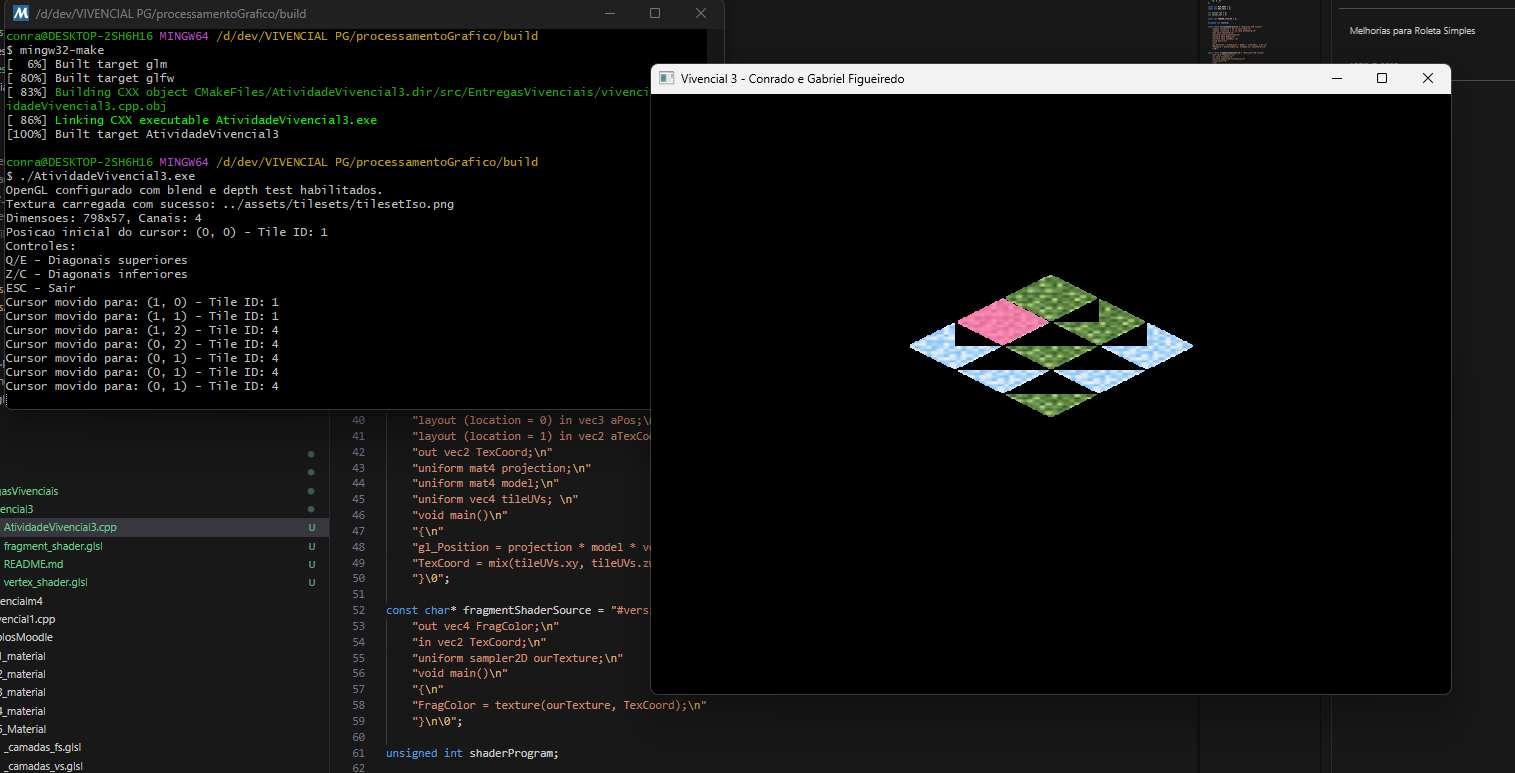 /d/dev/VIVENCIAL PG/processamentoGrafico/build
conra@DESKTOP-2SH6H16 MINGW64 /d/dev/VIVENCIAL PG/processamentoGrafico/build
$ mingw32-make
[  6%] Built target glm
[ 80%] Built target glfw
[ 83%] Building CXX object CMakeFiles/AtividadeVivencial3.dir/src/EntregasVivenciais/vivenci
idadeVivencial3.cpp.obj
[ 86%] Linking CXX executable AtividadeVivencial3.exe
[100%] Built target AtividadeVivencial3
conra@DESKTOP-2SH6H16 MINGW64 /d/dev/VIVENCIAL PG/processamentoGrafico/build
$ ./AtividadeVivencial3.exe
OpenGL configurado com blend e depth test habilitados.
Textura carregada com sucesso: ../assets/tilesets/tilesetIso.png
Dimensoes: 798x57, Canais: 4
Posicao inicial do cursor: (0, 0) - Tile ID: 1
Controles:
Q/E - Diagonais superiores
Z/C - Diagonais inferiores
ESC - Sair
Cursor movido para: (1, 0) - Tile ID: 1
Cursor movido para: (1, 1) - Tile ID: 1
Cursor movido para: (1, 2) - Tile ID: 4
Cursor movido para: (0, 2) - Tile ID: 4
Cursor movido para: (0, 1) - Tile ID: 4
Cursor movido para: (0, 1) - Tile ID: 4
Cursor movido para: (0, 1) - Tile ID: 4
Melhorias para Roleta Simples
Vivencial 3 - Conrado e Gabriel Figueiredo
gasVivenciais
encial3
AtividadeVivencial3.cpp U
fragment_shader.glsl U
README.md U
vertex_shader.glsl U
encialm4
encial1.cpp
plosMoodle
_material
2_material
3_material
4_material
5_Material
_camadas_fs.glsl
_camadas_vs.glsl
40 "layout (location = 0) in vec3 aPos;\
41 "layout (location = 1) in vec2 aTexCoo
42 "out vec2 TexCoord;\n"
43 "uniform mat4 projection;\n"
44 "uniform mat4 model;\n"
45 "uniform vec4 tileUVs; \n"
46 "void main()\n"
47 "{\n"
48 "gl_Position = projection * model * v
49 "TexCoord = mix(tileUVs.xy, tileUVs.z
50 "}\0";
51
52 const char* fragmentShaderSource = "#vers
53 "out vec4 FragColor;\n"
54 "in vec2 TexCoord;\n"
55 "uniform sampler2D ourTexture;\n"
56 "void main()\n"
57 "{\n"
58 "FragColor = texture(ourTexture, TexCoord);\n"
59 "}\n\0";
60
61 unsigned int shaderProgram;
62